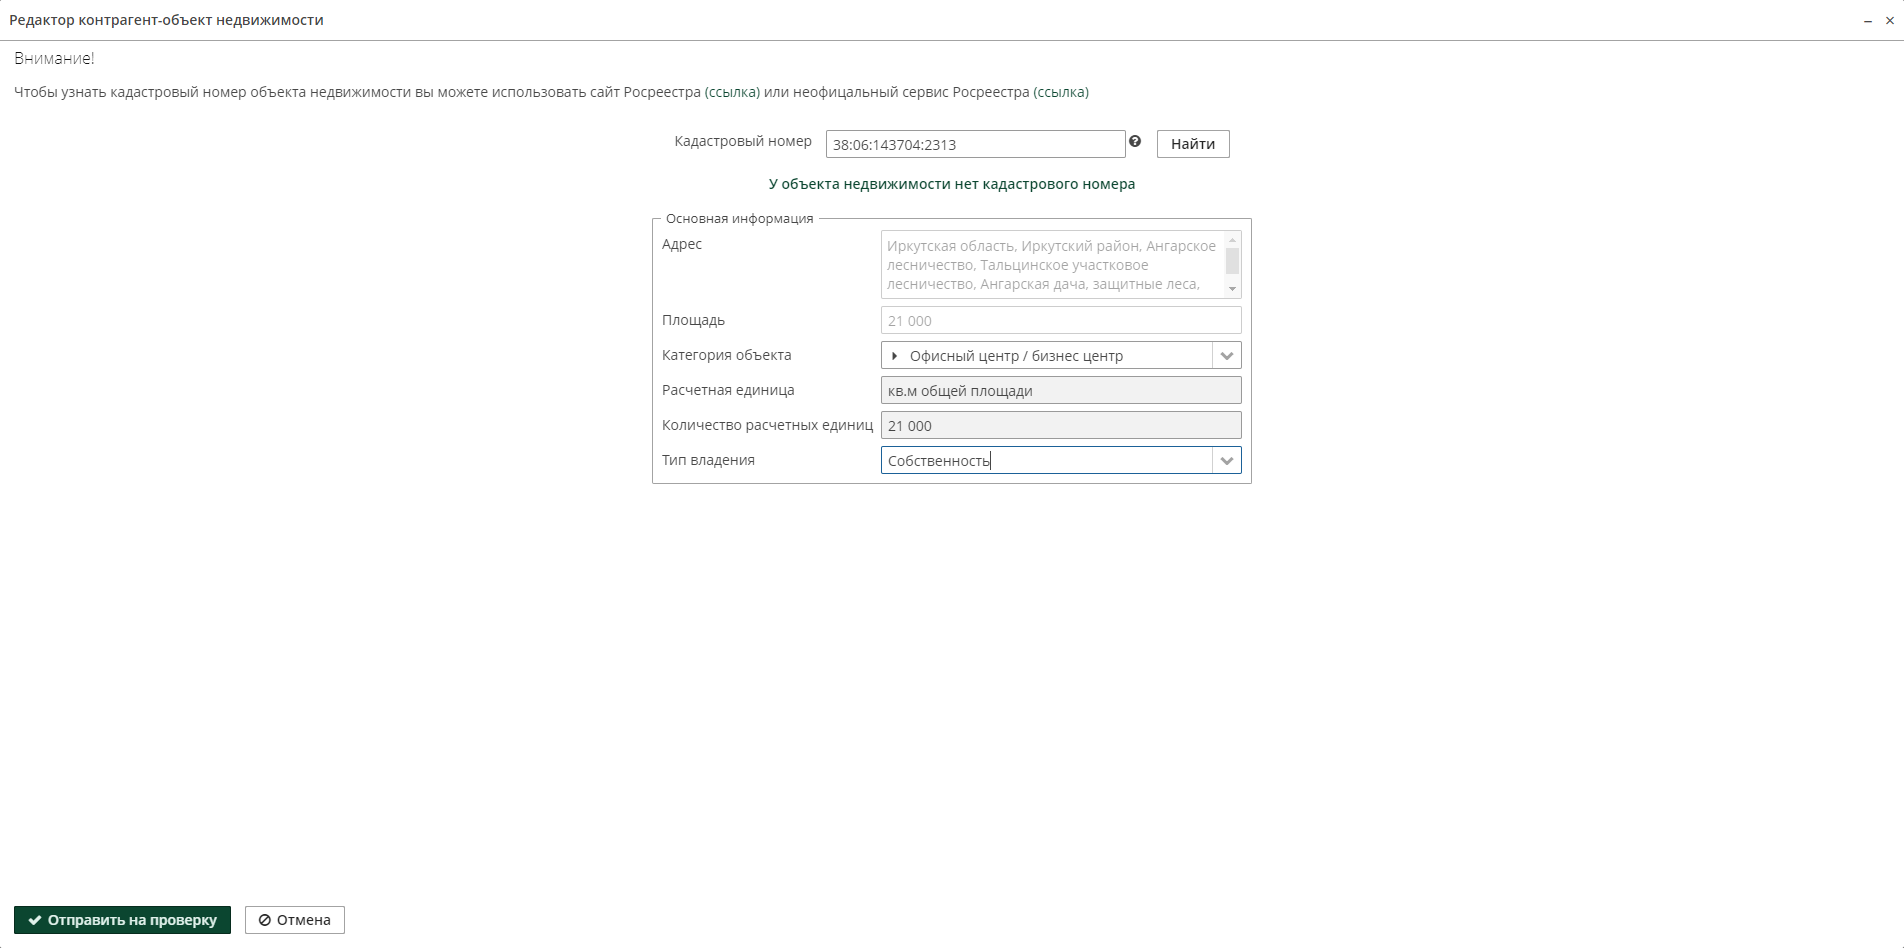 Редактор контрагент-объект недвижимости
Внимание!
Чтобы узнать кадастровый номер объекта недвижимости вы можете использовать сайт Росреестра (ссылка) или неофицальный сервис Росреестра (ссылка)
Кадастровый номер 38:06:143704:2313 Найти
У объекта недвижимости нет кадастрового номера
Основная информация
Адрес Иркутская область, Иркутский район, Ангарское
лесничество, Тальцинское участковое
лесничество, Ангарская дача, защитные леса,
Площадь 21 000
Категория объекта Офисный центр / бизнес центр
Расчетная единица кв.м общей площади
Количество расчетных единиц 21 000
Тип владения Собственность
Отправить на проверку Отмена